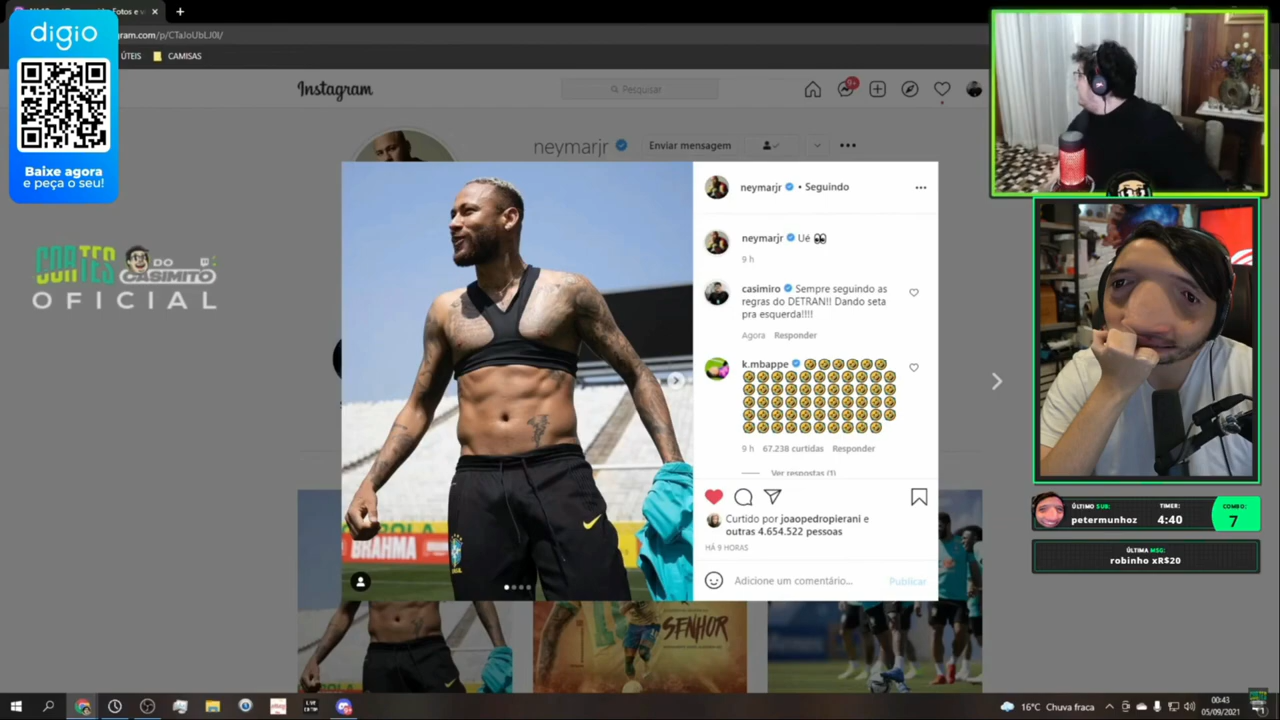 digio
Baixe agora
e peça o seu!
gram.com/p/CTaJoUbLJ0I/
ÚTEIS
CAMISAS
Instagram
Pesquisar
9+
neymarjr
Enviar mensagem
CORTES
DO
CASIMITO
OFICIAL
neymarjr • Seguindo
neymarjr Ué 👀
9 h
casimiro Sempre seguindo as
regras do DETRAN!! Dando seta
pra esquerda!!!!
Agora Responder
k.mbappe
9 h 67.238 curtidas Responder
Ver respostas (1)
Curtido por joaopedropierani e
outras 4.654.522 pessoas
HÁ 9 HORAS
Adicione um comentário...
Publicar
BRAHMA
SENHOR
ÚLTIMO SUB:
petermunhoz
TIMER:
4:40
COMBO:
7
ÚLTIMA MSG:
robinho xR$20
16°C Chuva fraca
00:43
05/09/2021